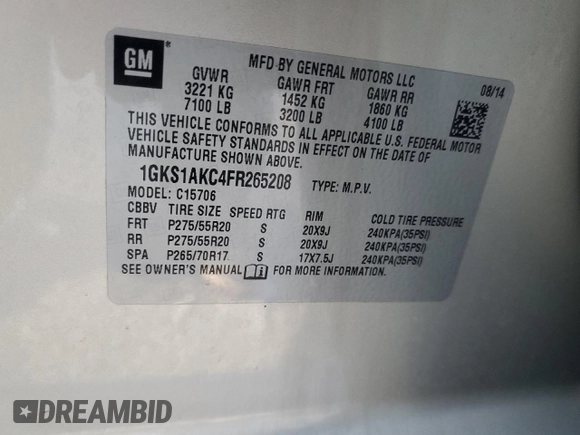 GM
MFD BY GENERAL MOTORS LLC
08/14
GVWR GAWR FRT GAWR RR
3221 KG 1452 KG 1860 KG
7100 LB 3200 LB 4100 LB
THIS VEHICLE CONFORMS TO ALL APPLICABLE U.S. FEDERAL MOTOR
VEHICLE SAFETY STANDARDS IN EFFECT ON THE DATE OF
MANUFACTURE SHOWN ABOVE.
1GKS1AKC4FR265208 TYPE: M.P.V.
MODEL: C15706
CBBV TIRE SIZE SPEED RTG RIM COLD TIRE PRESSURE
FRT P275/55R20 S 20X9J 240KPA(35PSI)
RR P275/55R20 S 20X9J 240KPA(35PSI)
SPA P265/70R17 S 17X7.5J 240KPA(35PSI)
SEE OWNER'S MANUAL FOR MORE INFORMATION.
DREAMBID